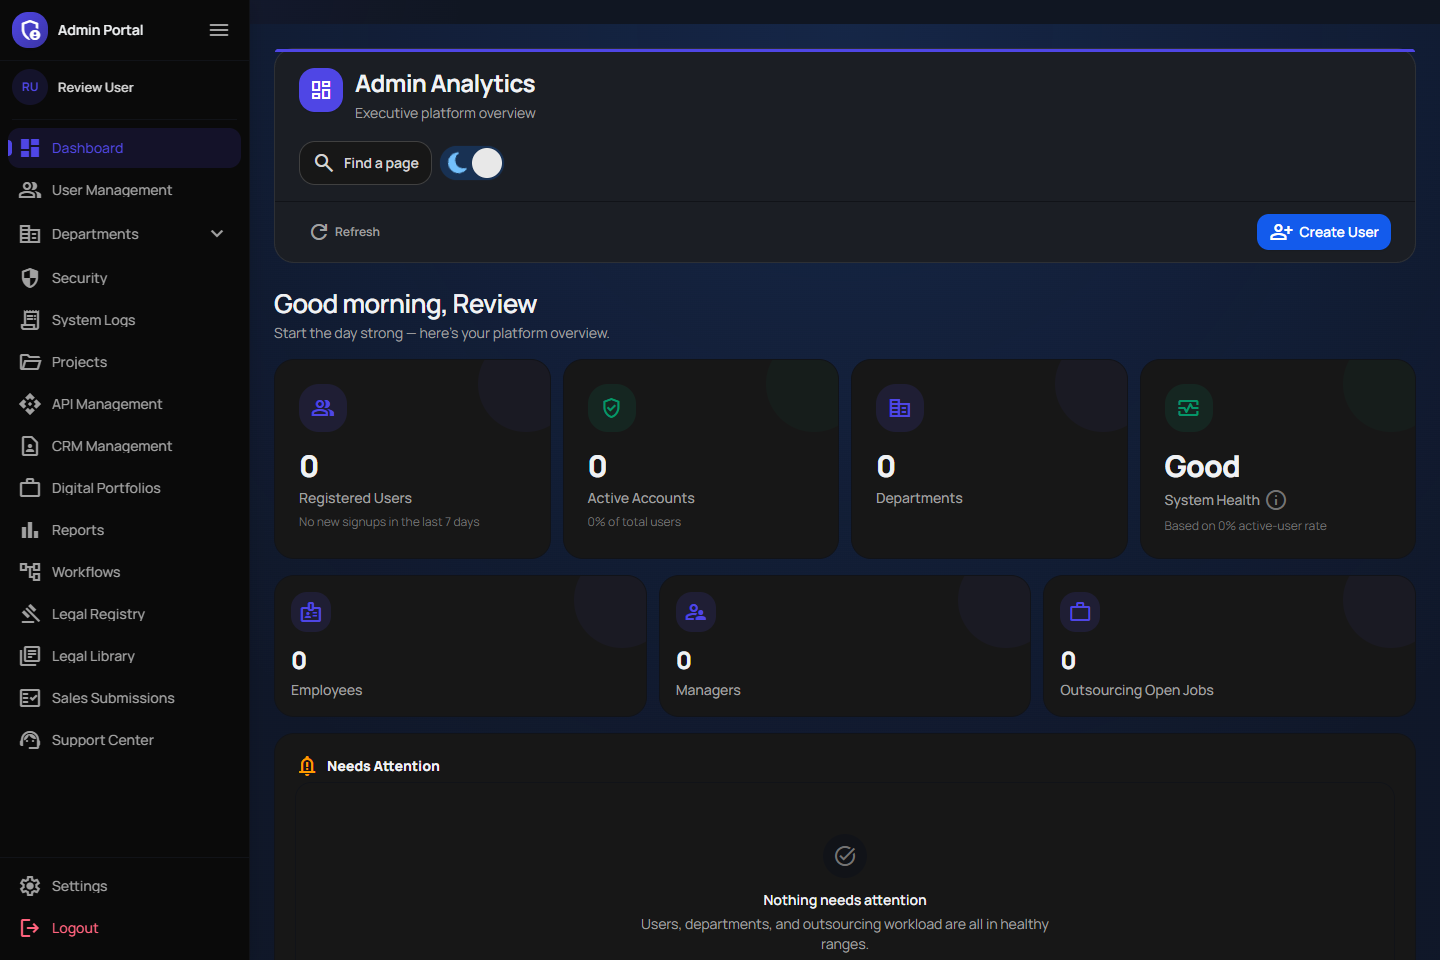 Admin Portal
RU
Review User
Dashboard
User Management
Departments
Security
System Logs
Projects
API Management
CRM Management
Digital Portfolios
Reports
Workflows
Legal Registry
Legal Library
Sales Submissions
Support Center
Settings
Logout
Admin Analytics
Executive platform overview
Find a page
Refresh
Create User
Good morning, Review
Start the day strong — here's your platform overview.
0
Registered Users
No new signups in the last 7 days
0
Active Accounts
0% of total users
0
Departments
Good
System Health
Based on 0% active-user rate
0
Employees
0
Managers
0
Outsourcing Open Jobs
Needs Attention
Nothing needs attention
Users, departments, and outsourcing workload are all in healthy
ranges.